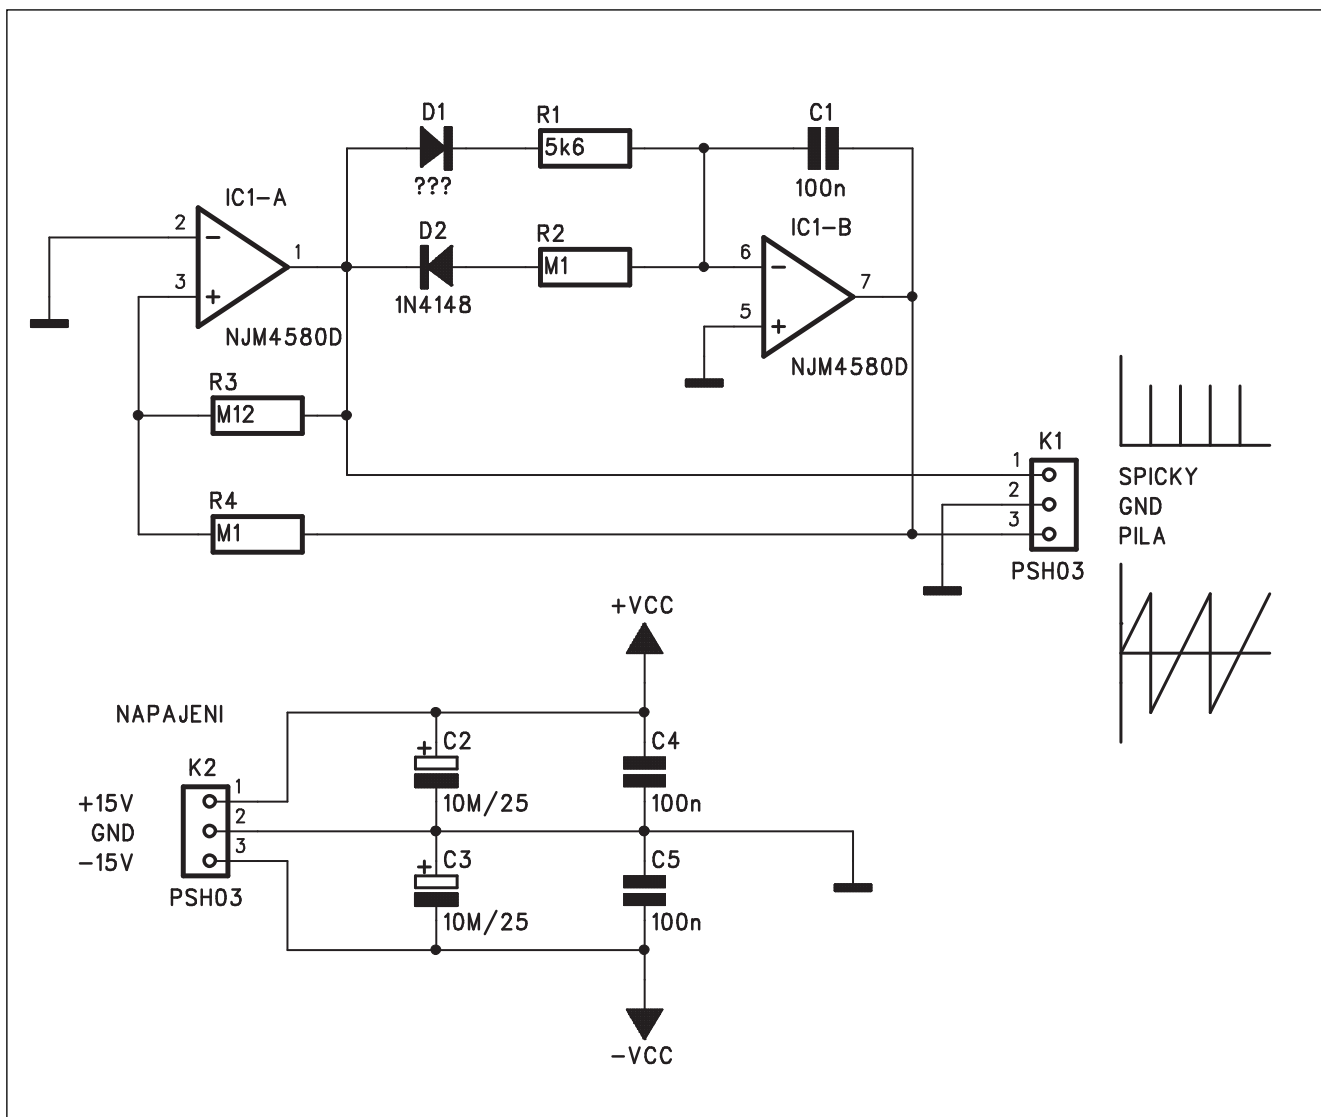 D1
R1
5k6
C1
???
100n
IC1-A
2
-
1
3
+
NJM4580D
D2
1N4148
R2
M1
IC1-B
6
-
7
5
+
NJM4580D
R3
M12
R4
M1
K1
1
2
3
PSH03
SPICKY
GND
PILA
+VCC
NAPAJENI
K2
+15V
1
GND
2
-15V
3
PSH03
+
C2
10M/25
C4
100n
+
C3
10M/25
C5
100n
-VCC